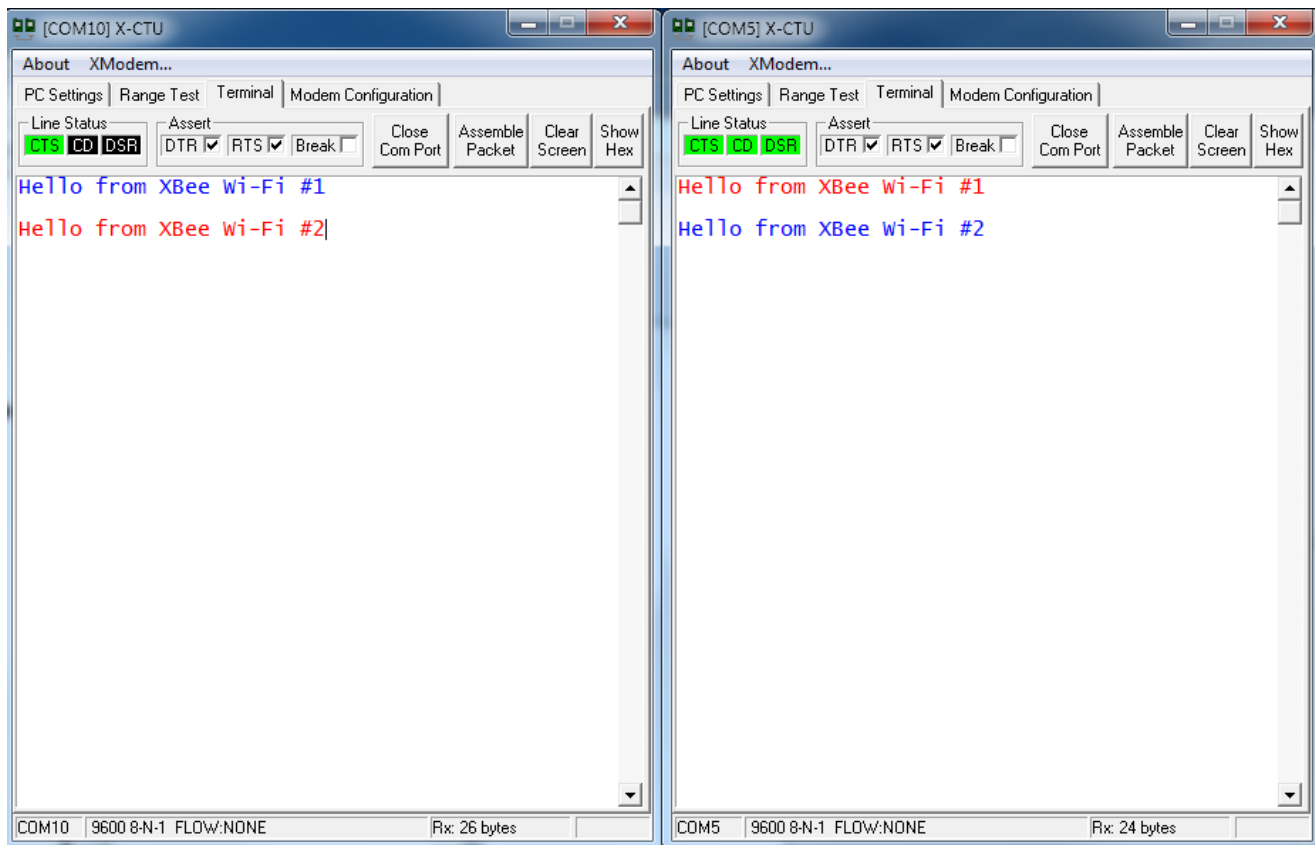 [COM10] X-CTU
About XModem...
PC Settings Range Test Terminal Modem Configuration
Line Status Assert
CTS CD DSR DTR RTS Break
Close Com Port
Assemble Packet
Clear Screen
Show Hex
Hello from XBee Wi-Fi #1
Hello from XBee Wi-Fi #2
COM10 9600 8-N-1 FLOW:NONE Rx: 26 bytes
[COM5] X-CTU
About XModem...
PC Settings Range Test Terminal Modem Configuration
Line Status Assert
CTS CD DSR DTR RTS Break
Close Com Port
Assemble Packet
Clear Screen
Show Hex
Hello from XBee Wi-Fi #1
Hello from XBee Wi-Fi #2
COM5 9600 8-N-1 FLOW:NONE Rx: 24 bytes